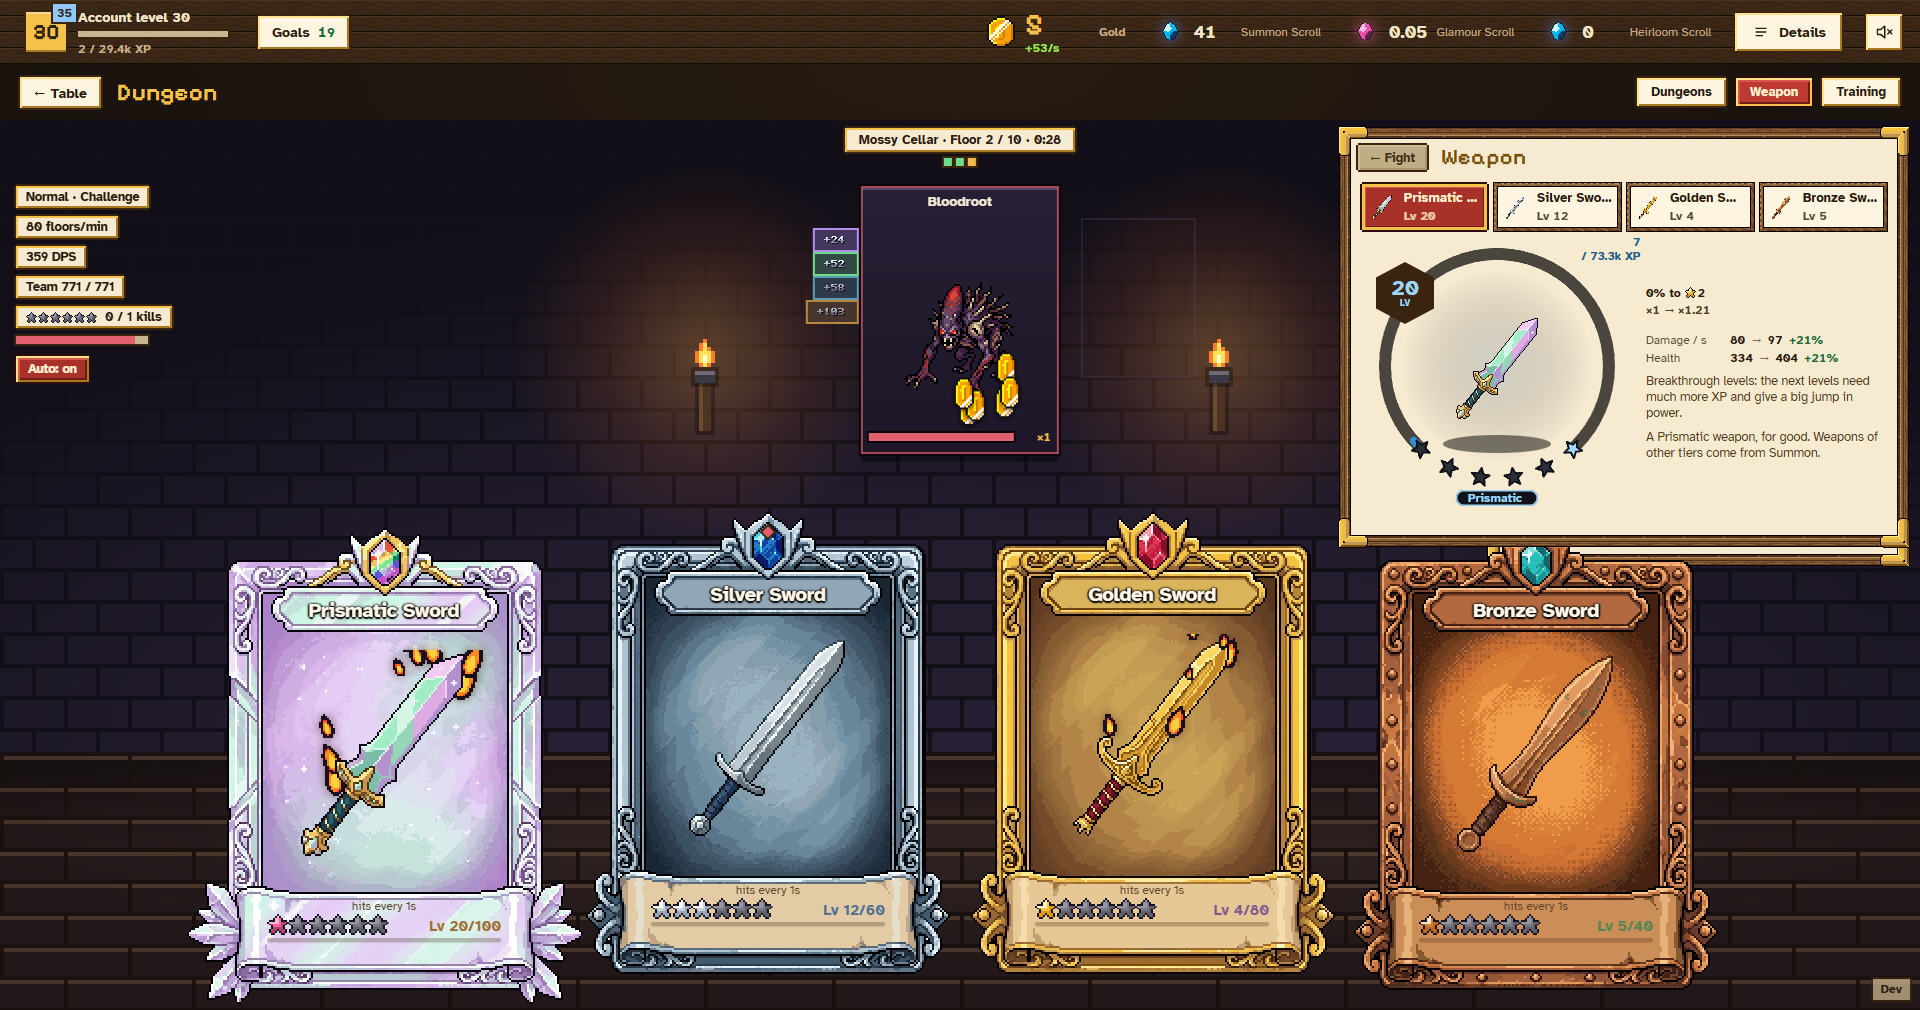 30
35
Account level 30
2 / 29.4k XP
Goals 19
+53/s
Gold
41
Summon Scroll
0.05
Glamour Scroll
0
Heirloom Scroll
Details
← Table
Dungeon
Dungeons
Weapon
Training
Mossy Cellar · Floor 2 / 10 · 0:28
Normal · Challenge
80 floors/min
359 DPS
Team 771 / 771
0 / 1 kills
Auto: on
Bloodroot
+24
+52
+58
+103
×1
← Fight
Weapon
Prismatic ...
Lv 20
Silver Swo...
Lv 12
Golden S...
Lv 4
Bronze Sw...
Lv 5
7
/ 73.3k XP
20
LV
0% to 2
×1 → ×1.21
Damage / s 80 → 97 +21%
Health 334 → 404 +21%
Breakthrough levels: the next levels need
much more XP and give a big jump in
power.
A Prismatic weapon, for good. Weapons of
other tiers come from Summon.
Prismatic
Prismatic Sword
hits every 1s
Lv 20/100
Silver Sword
hits every 1s
Lv 12/60
Golden Sword
hits every 1s
Lv 4/80
Bronze Sword
hits every 1s
Lv 5/40
Dev